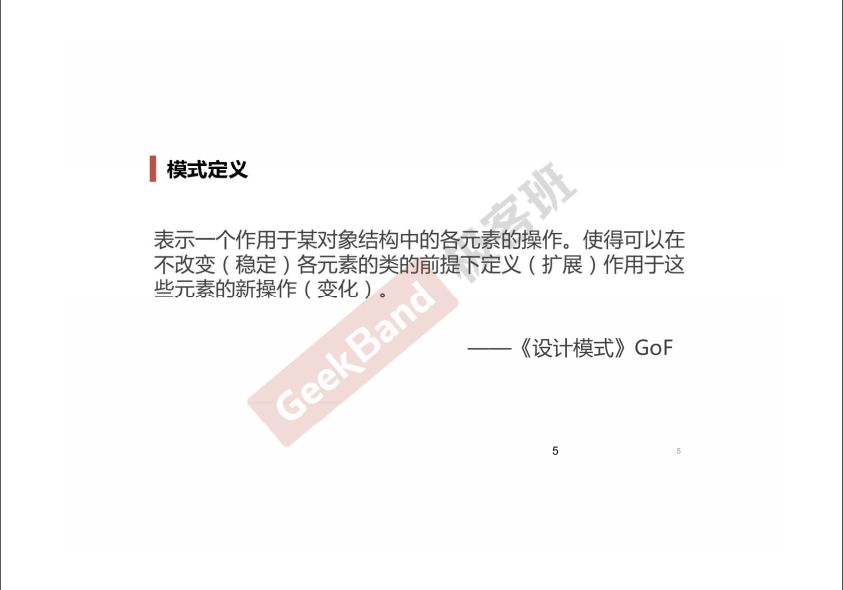 模式定义
表示一个作用于某对象结构中的各元素的操作。使得可以在
不改变（稳定）各元素的类的前提下定义（扩展）作用于这
些元素的新操作（变化）。
——《设计模式》GoF
GeekBand 极客班
5
5